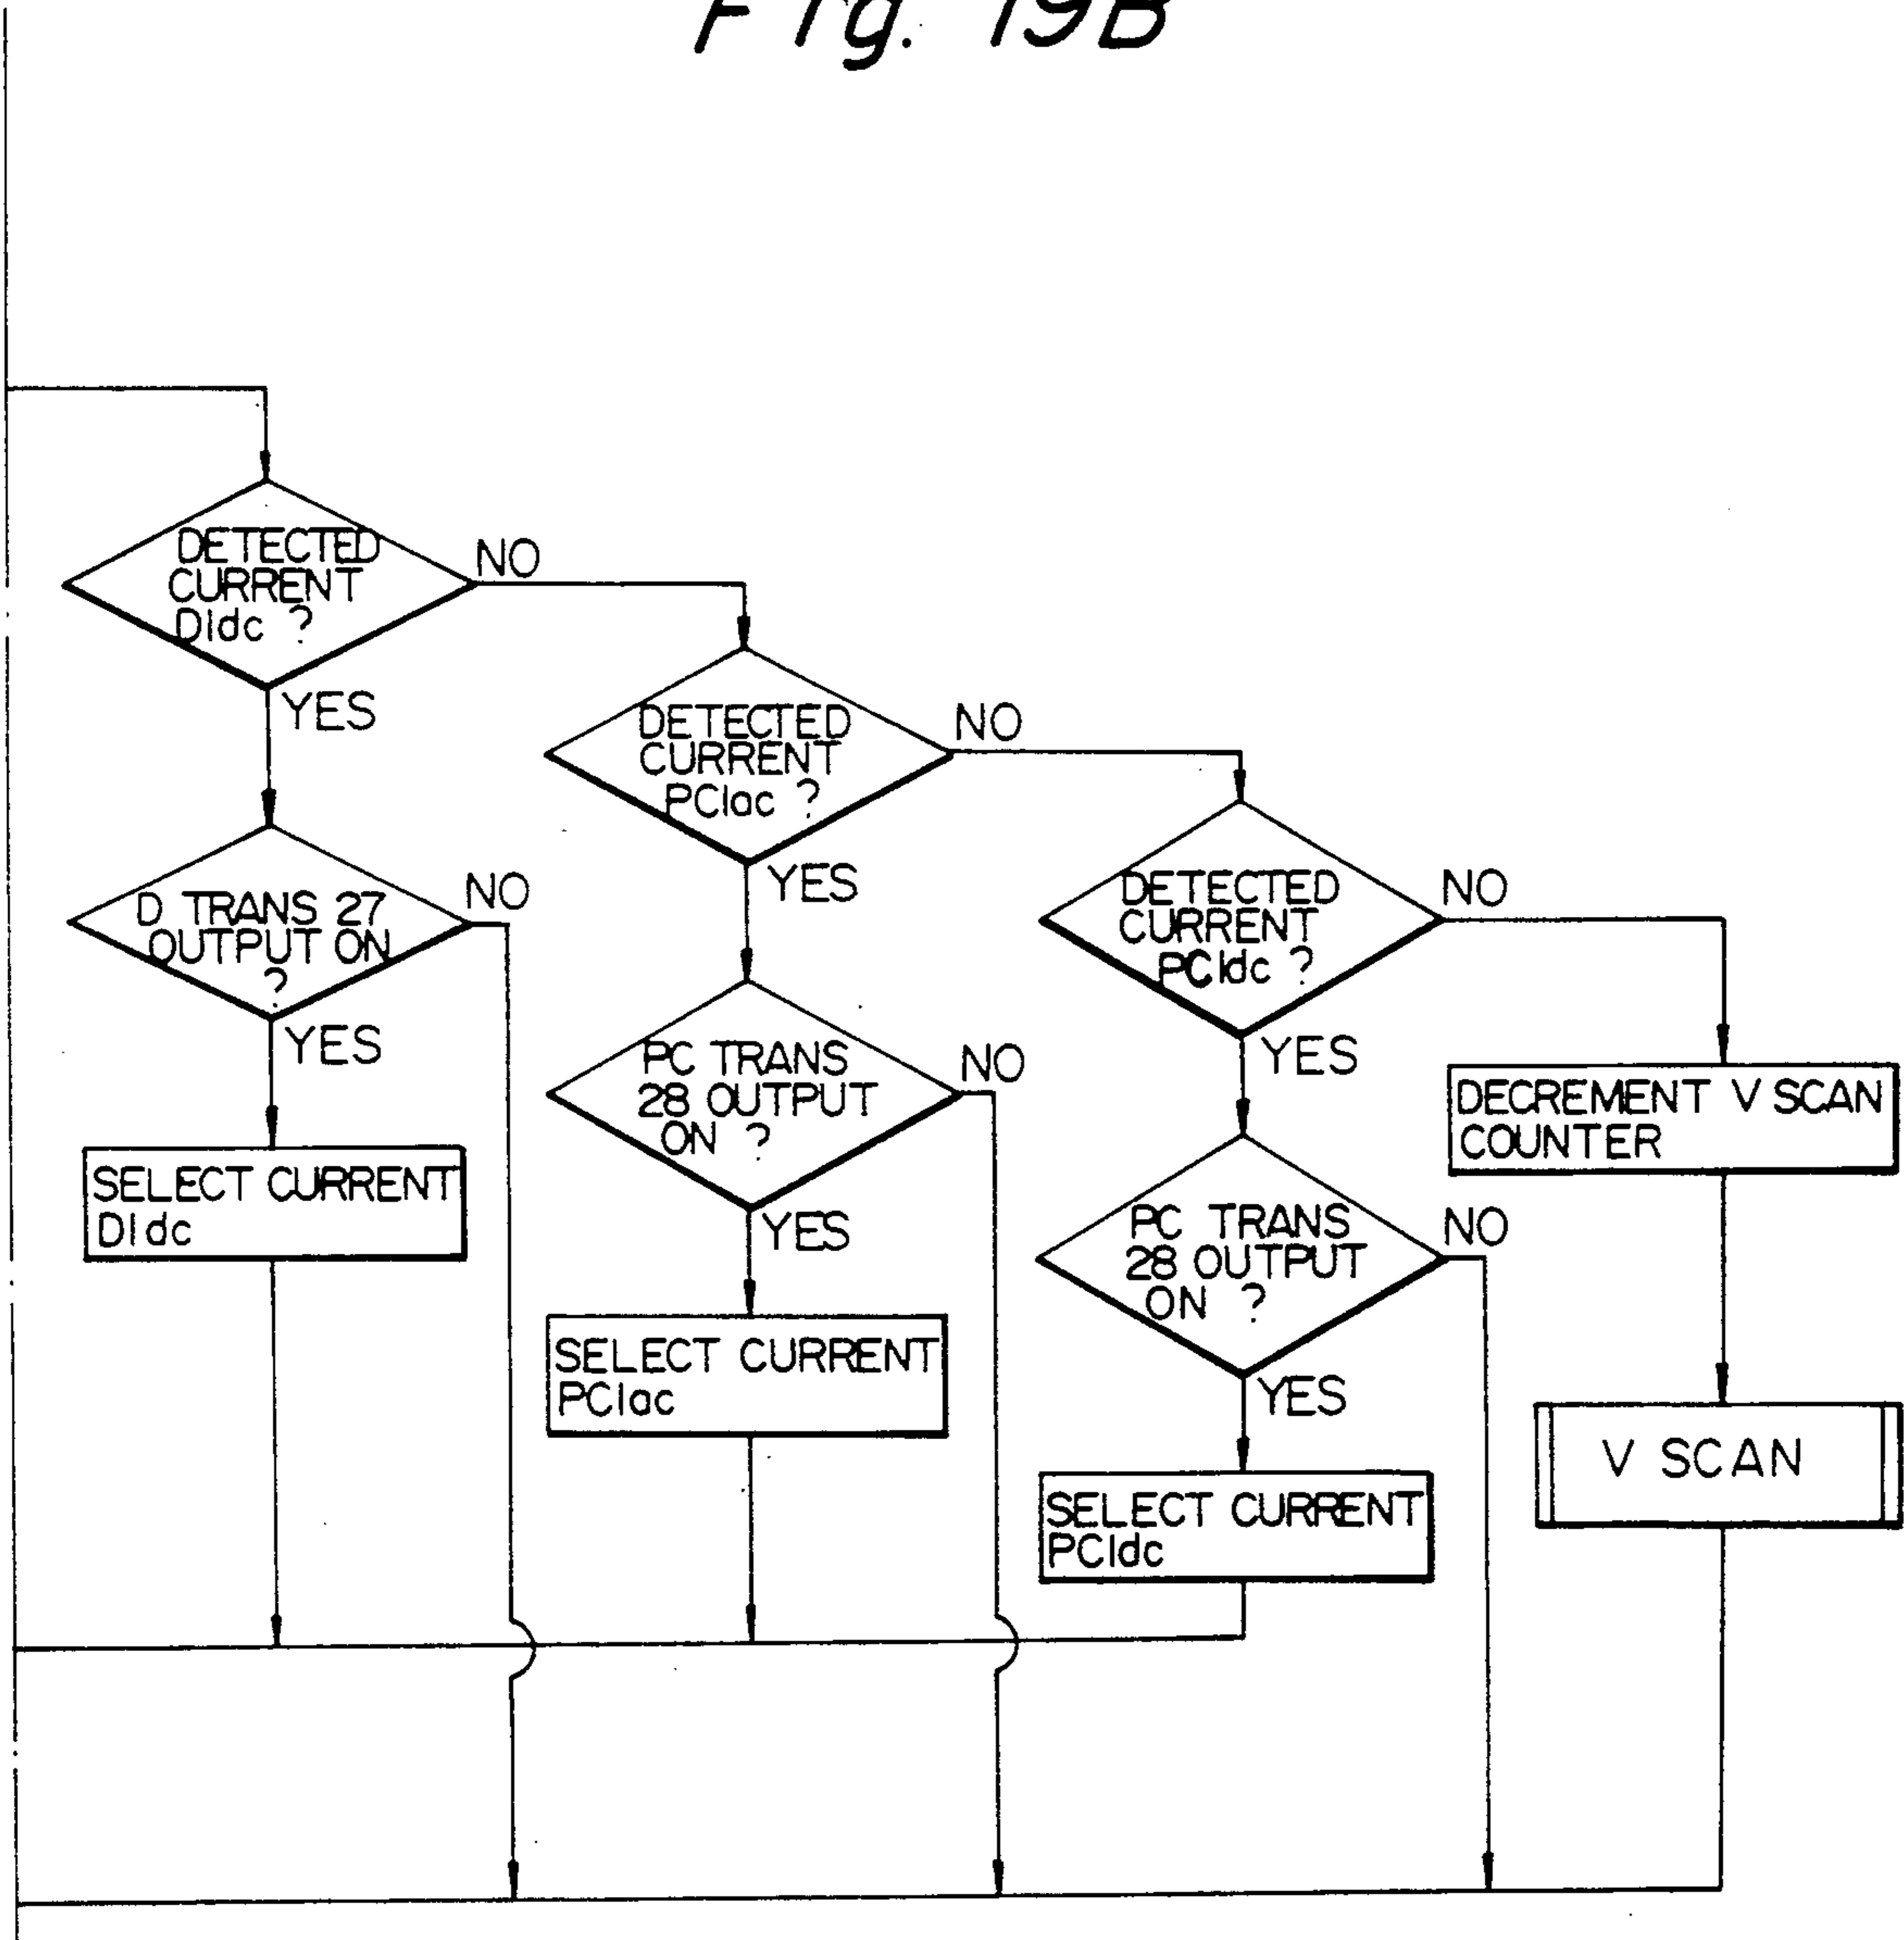 Fig. 19B
DETECTED
CURRENT
DIdc ?
NO
YES
DETECTED
CURRENT
PCIac ?
NO
YES
DETECTED
CURRENT
PCIdc ?
NO
YES
D TRANS 27
OUTPUT ON
?
NO
YES
PC TRANS
28 OUTPUT
ON ?
NO
YES
DECREMENT V SCAN
COUNTER
SELECT CURRENT
DIdc
PC TRANS
28 OUTPUT
ON ?
NO
YES
SELECT CURRENT
PCIac
V SCAN
SELECT CURRENT
PCIdc